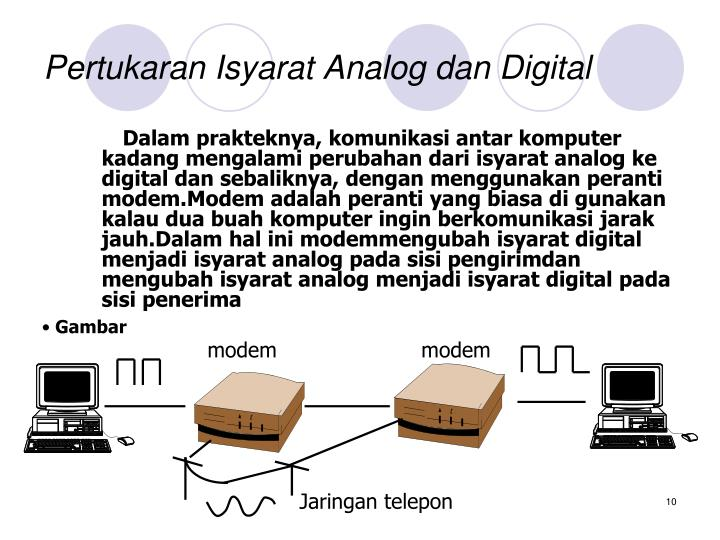 Pertukaran Isyarat Analog dan Digital
Dalam prakteknya, komunikasi antar komputer
kadang mengalami perubahan dari isyarat analog ke
digital dan sebaliknya, dengan menggunakan peranti
modem.Modem adalah peranti yang biasa di gunakan
kalau dua buah komputer ingin berkomunikasi jarak
jauh.Dalam hal ini modemmengubah isyarat digital
menjadi isyarat analog pada sisi pengirimdan
mengubah isyarat analog menjadi isyarat digital pada
sisi penerima
• Gambar
modem
modem
Jaringan telepon
10